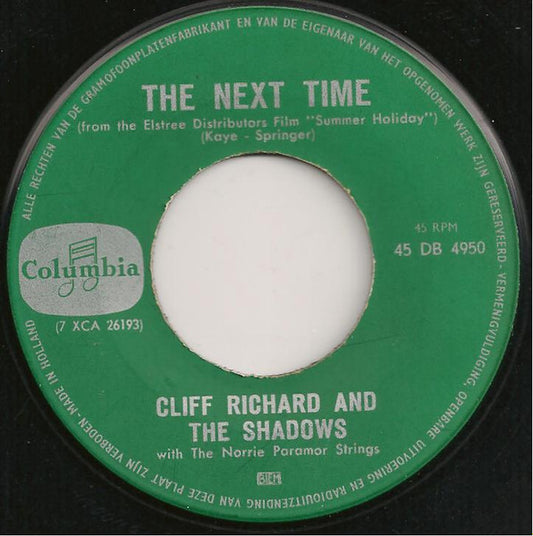 ALLE RECHTEN VAN DE GRAMOFOONPLATENFABRIKANT EN VAN DE EIGENAAR VAN HET OPGENOMEN WERK ZIJN GERESERVEERD - VERMENIGVULDIGING, OPENBARE UITVOERING EN RADIOUITZENDING VAN DEZE PLAAT ZIJN VERBODEN - MADE IN HOLLAND
THE NEXT TIME
(from the Elstree Distributors Film "Summer Holiday")
(Kaye - Springer)
45 RPM
45 DB 4950
Columbia
(7 XCA 26193)
CLIFF RICHARD AND
THE SHADOWS
with The Norrie Paramor Strings
BIEM